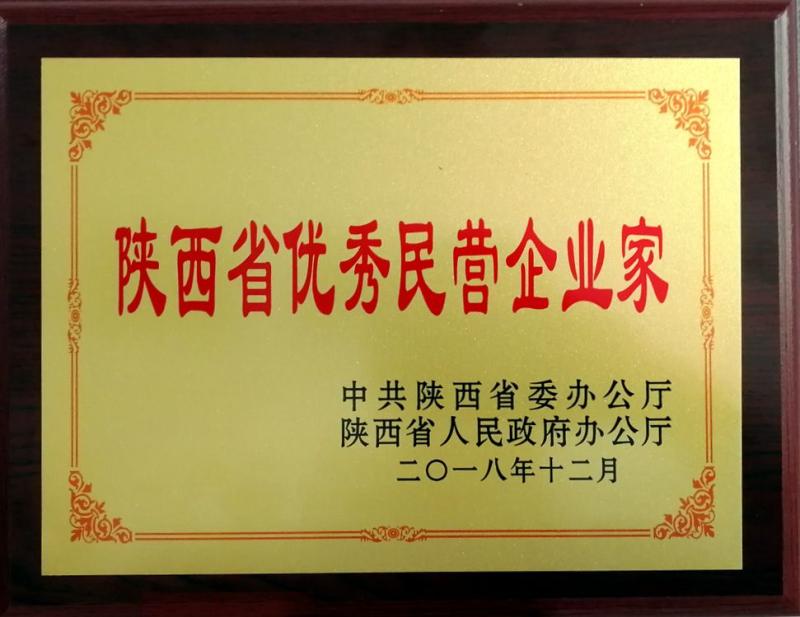 陕西省优秀民营企业家
中共陕西省委办公厅
陕西省人民政府办公厅
二〇一八年十二月